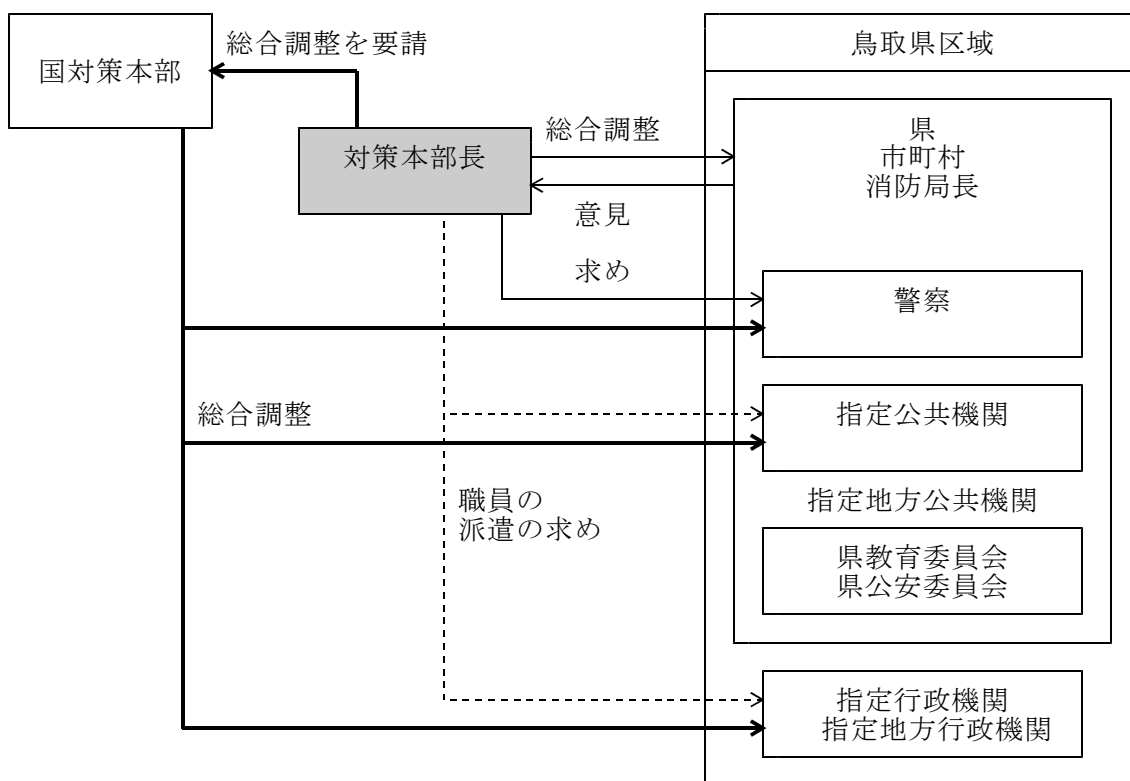 総合調整を要請
鳥取県区域
国対策本部
総合調整
対策本部長
県
市町村
消防局長
意見
求め
警察
総合調整
指定公共機関
職員の
派遣の求め
指定地方公共機関
県教育委員会
県公安委員会
指定行政機関
指定地方行政機関